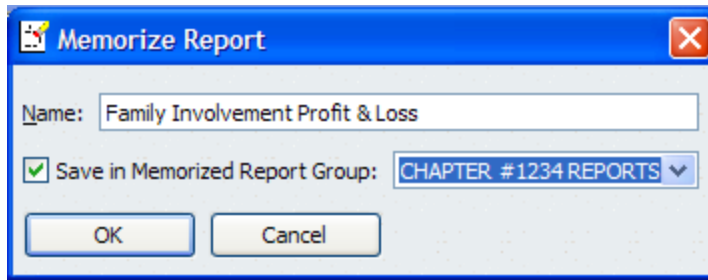 Memorize Report
Name: Family Involvement Profit & Loss
Save in Memorized Report Group: CHAPTER #1234 REPORTS
OK Cancel